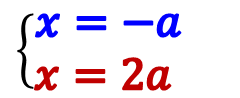 x = −a
x = 2a